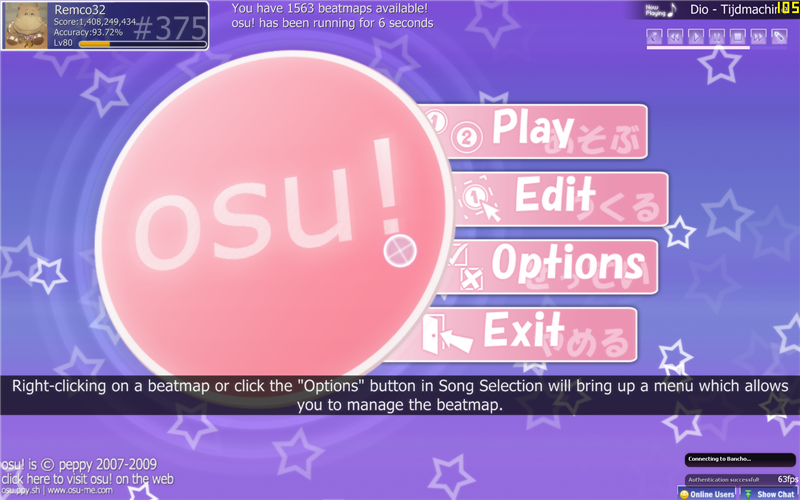 Remco32
Score:1,408,249,434
Accuracy:93.72%
Lv80
#375
You have 1563 beatmaps available!
osu! has been running for 6 seconds
Now Playing
Dio - Tijdmachin
105
osu!
1 2 Play
あそぶ
1 Edit
つくる
Options
せってい
Exit
やめる
Right-clicking on a beatmap or click the "Options" button in Song Selection will bring up a menu which allows
you to manage the beatmap.
osu! is © peppy 2007-2009
click here to visit osu! on the web
osu.ppy.sh | www.osu-me.com
Connecting to Bancho...
Authentication successful!
63fps
Online Users
Show Chat